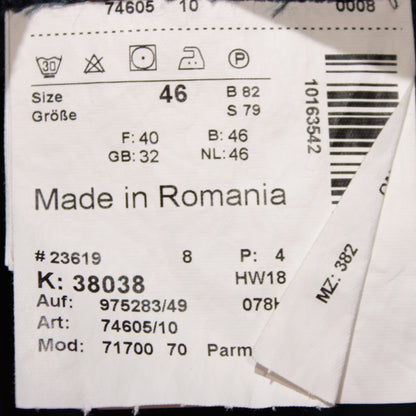 74605 10 0008
30 P
Size 46 B 82
Größe S 79
F: 40 B: 46
GB: 32 NL: 46
10163542
Made in Romania
# 23619 8 P: 4
K: 38038 HW18
Auf: 975283/49
Art: 74605/10
Mod: 71700 70 Parm
MZ: 382